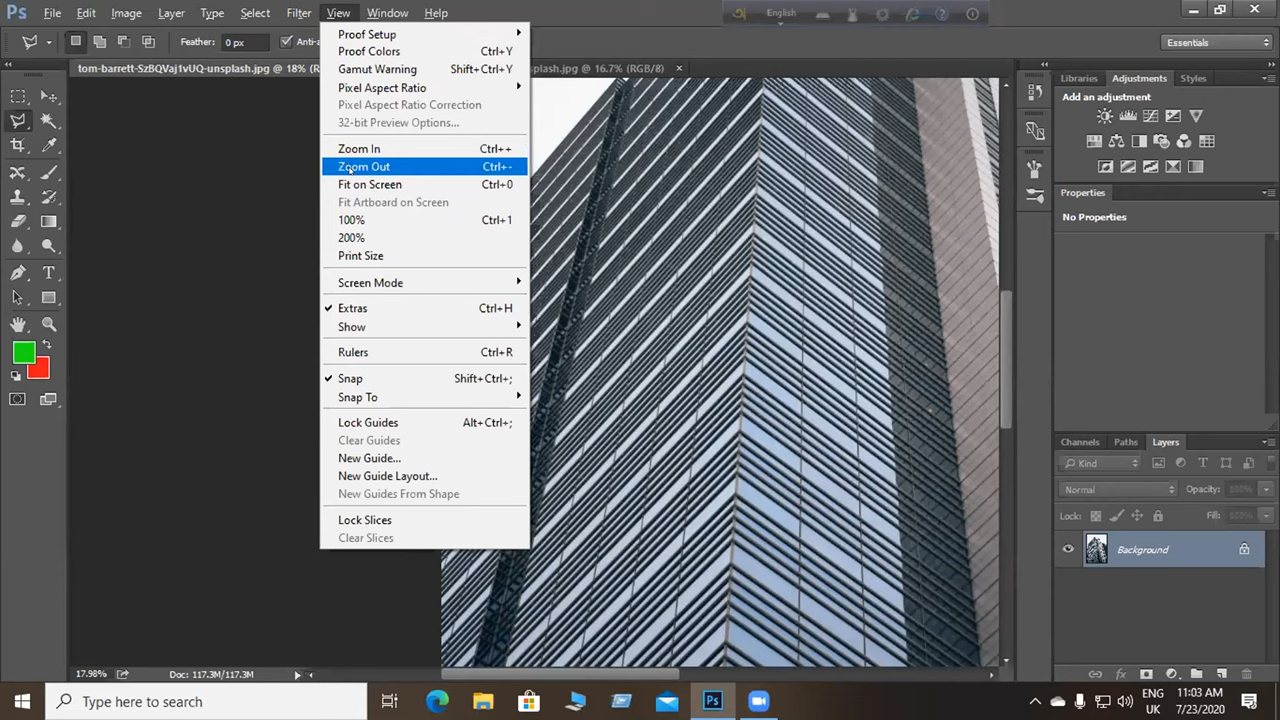 Ps File Edit Image Layer Type Select Filter View Window Help
English
Feather: 0 px
Essentials
tom-barrett-SzBQVaj1vUQ-unsplash.jpg @ 18%
splash.jpg @ 16.7% (RGB/8)
Proof Setup
Proof Colors Ctrl+Y
Gamut Warning Shift+Ctrl+Y
Pixel Aspect Ratio
Pixel Aspect Ratio Correction
32-bit Preview Options...
Zoom In Ctrl++
Zoom Out Ctrl+-
Fit on Screen Ctrl+0
Fit Artboard on Screen
100% Ctrl+1
200%
Print Size
Screen Mode
Extras Ctrl+H
Show
Rulers Ctrl+R
Snap Shift+Ctrl+;
Snap To
Lock Guides Alt+Ctrl+;
Clear Guides
New Guide...
New Guide Layout...
New Guides From Shape
Lock Slices
Clear Slices
Libraries Adjustments Styles
Add an adjustment
Properties
No Properties
Channels Paths Layers
Kind
Normal Opacity:
Lock: Fill:
Background
17.98% Doc: 117.3M/117.3M
Type here to search
Ps
ENG 11:03 AM
UK 7/23/2020